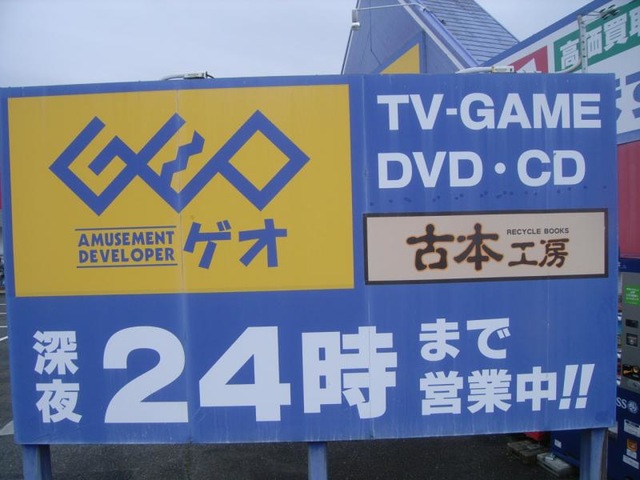 GEO
AMUSEMENT
DEVELOPER
ゲオ
TV-GAME
DVD・CD
RECYCLE BOOKS
古本工房
深夜24時まで
営業中!!
高価買取